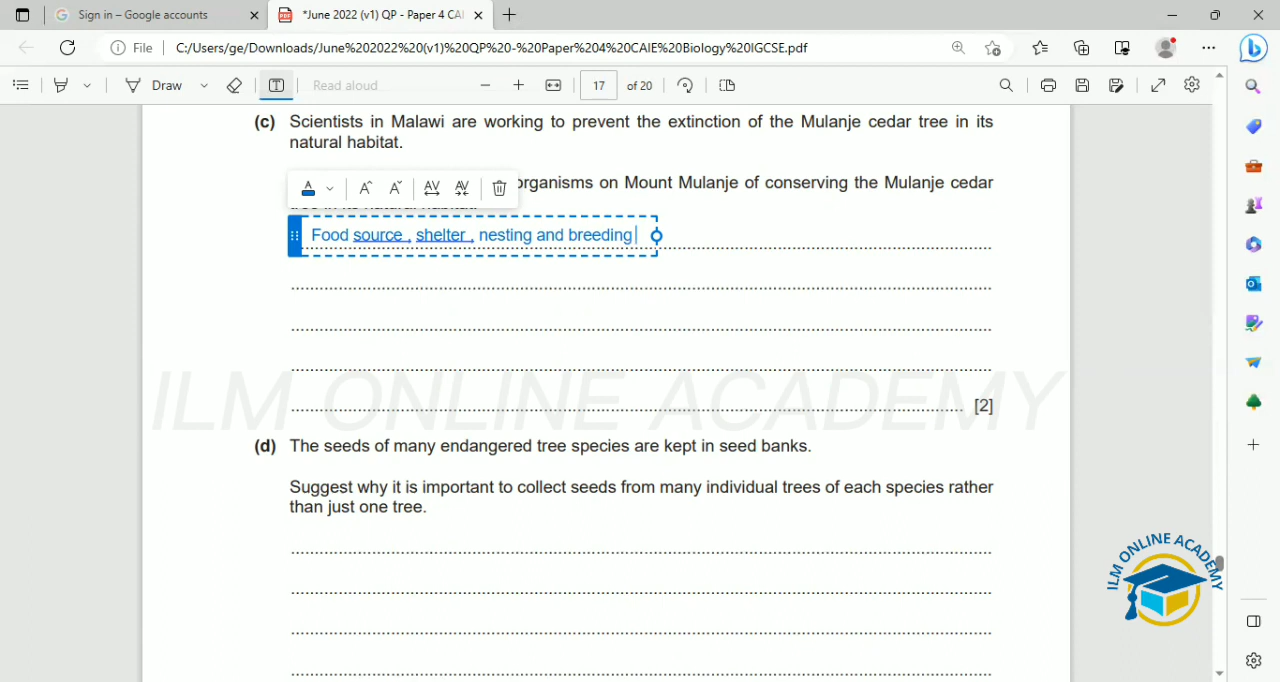 Sign in – Google accounts
*June 2022 (v1) QP - Paper 4 CAI
File
C:/Users/ge/Downloads/June%202022%20(v1)%20QP%20-%20Paper%204%20CAIE%20Biology%20IGCSE.pdf
Draw
Read aloud
17 of 20
(c) Scientists in Malawi are working to prevent the extinction of the Mulanje cedar tree in its
natural habitat.
organisms on Mount Mulanje of conserving the Mulanje cedar
Food source , shelter , nesting and breeding
[2]
ILM ONLINE ACADEMY
(d) The seeds of many endangered tree species are kept in seed banks.
Suggest why it is important to collect seeds from many individual trees of each species rather
than just one tree.
ILM ONLINE ACADEMY